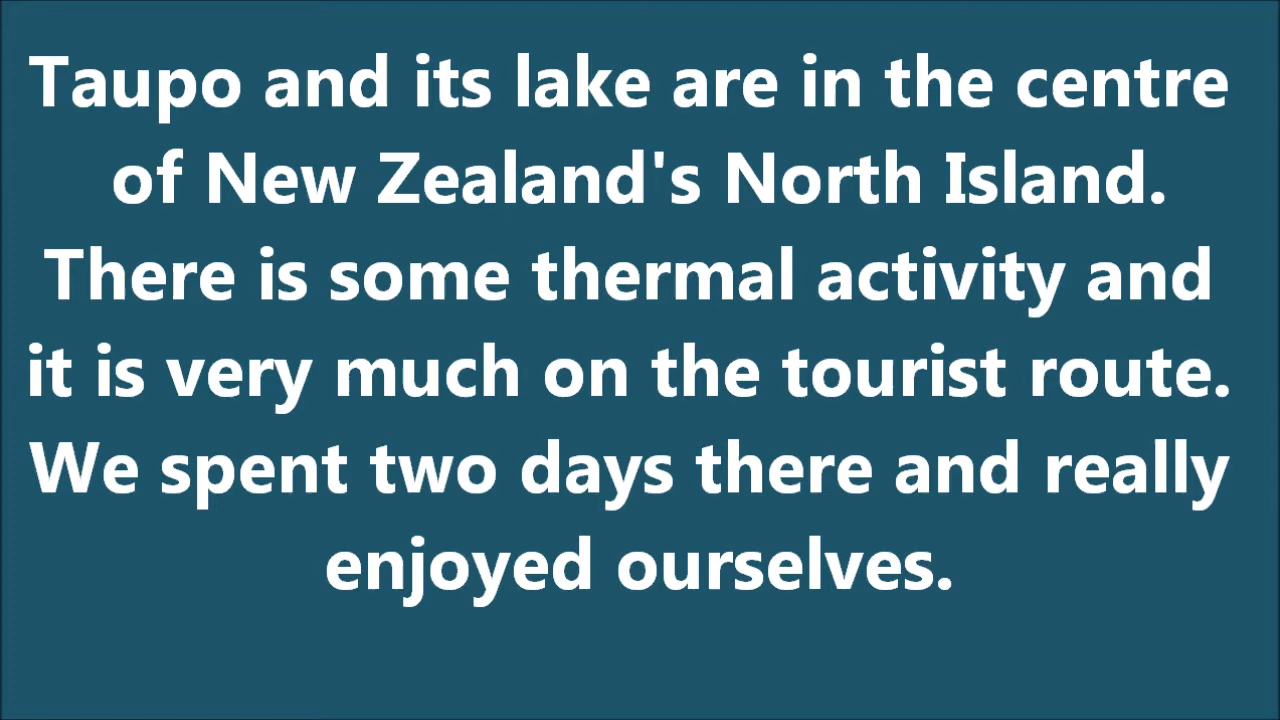 Taupo and its lake are in the centre
of New Zealand's North Island.
There is some thermal activity and
it is very much on the tourist route.
We spent two days there and really
enjoyed ourselves.